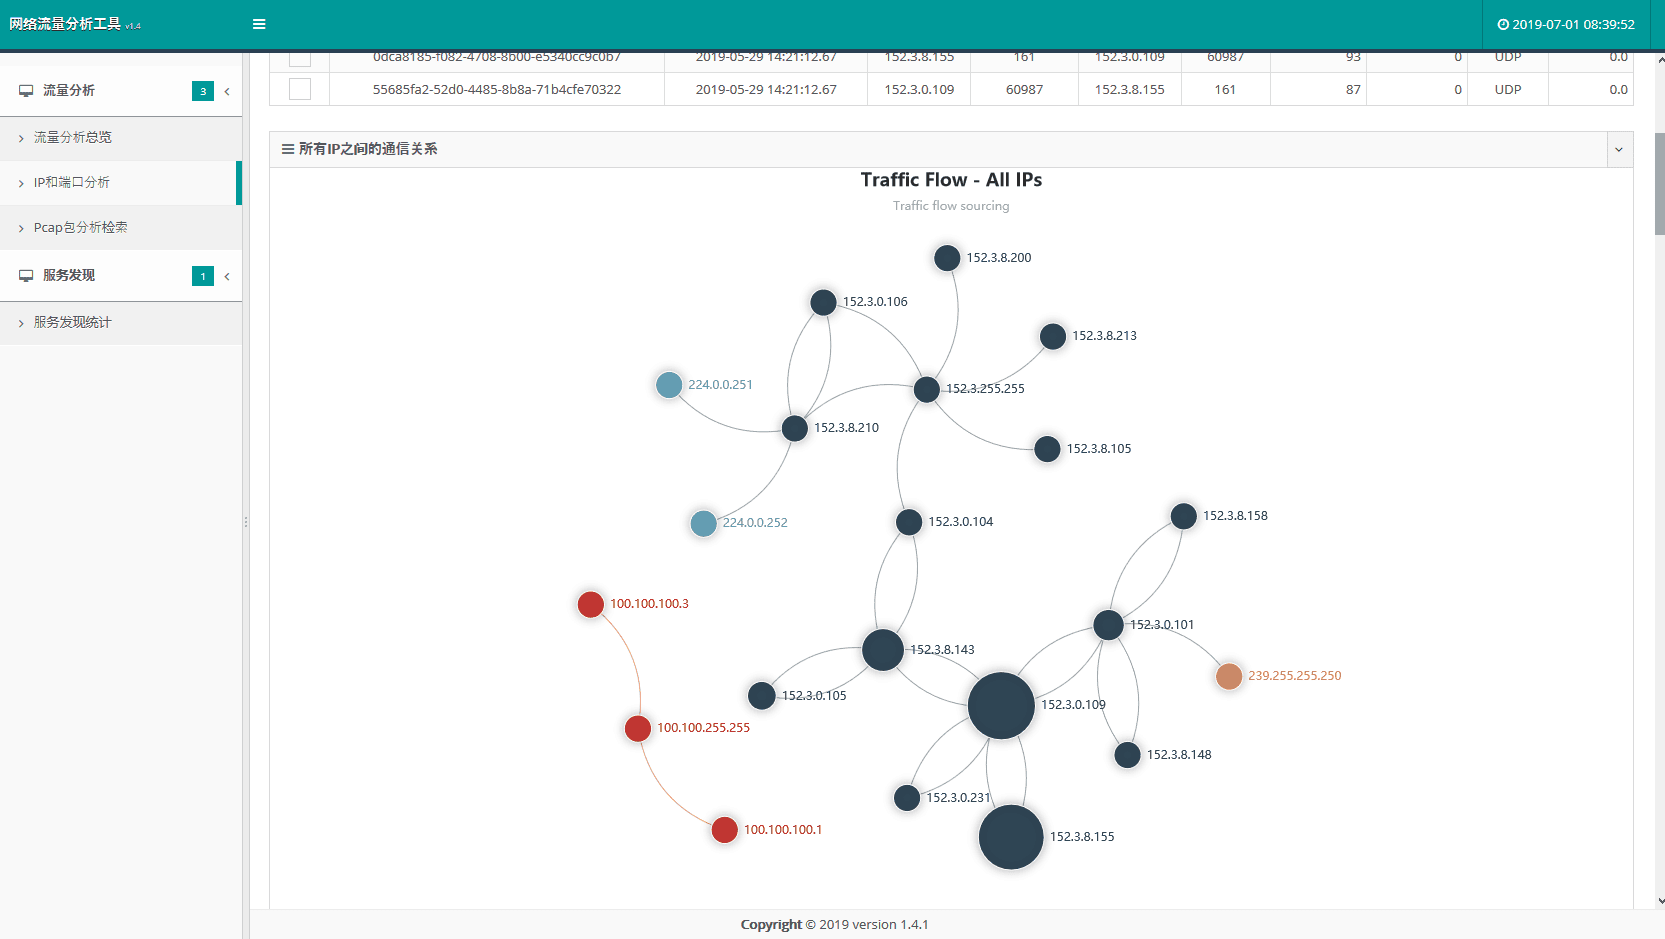 网络流量分析工具 v1.4
2019-07-01 08:39:52
0dca8185-f082-4708-8b00-e5340cc9c0b7 2019-05-29 14:21:12.67 152.3.8.155 161 152.3.0.109 60987 93 0 UDP 0.0
55685fa2-52d0-4485-8b8a-71b4cfe70322 2019-05-29 14:21:12.67 152.3.0.109 60987 152.3.8.155 161 87 0 UDP 0.0
流量分析 3
流量分析总览
IP和端口分析
Pcap包分析检索
服务发现 1
服务发现统计
所有IP之间的通信关系
Traffic Flow - All IPs
Traffic flow sourcing
152.3.8.200
152.3.0.106
152.3.8.213
224.0.0.251
152.3.255.255
152.3.8.210
152.3.8.105
152.3.8.158
224.0.0.252
152.3.0.104
100.100.100.3
152.3.0.101
152.3.8.143
239.255.255.250
152.3.0.105
152.3.0.109
100.100.255.255
152.3.8.148
152.3.0.231
100.100.100.1
152.3.8.155
Copyright © 2019 version 1.4.1